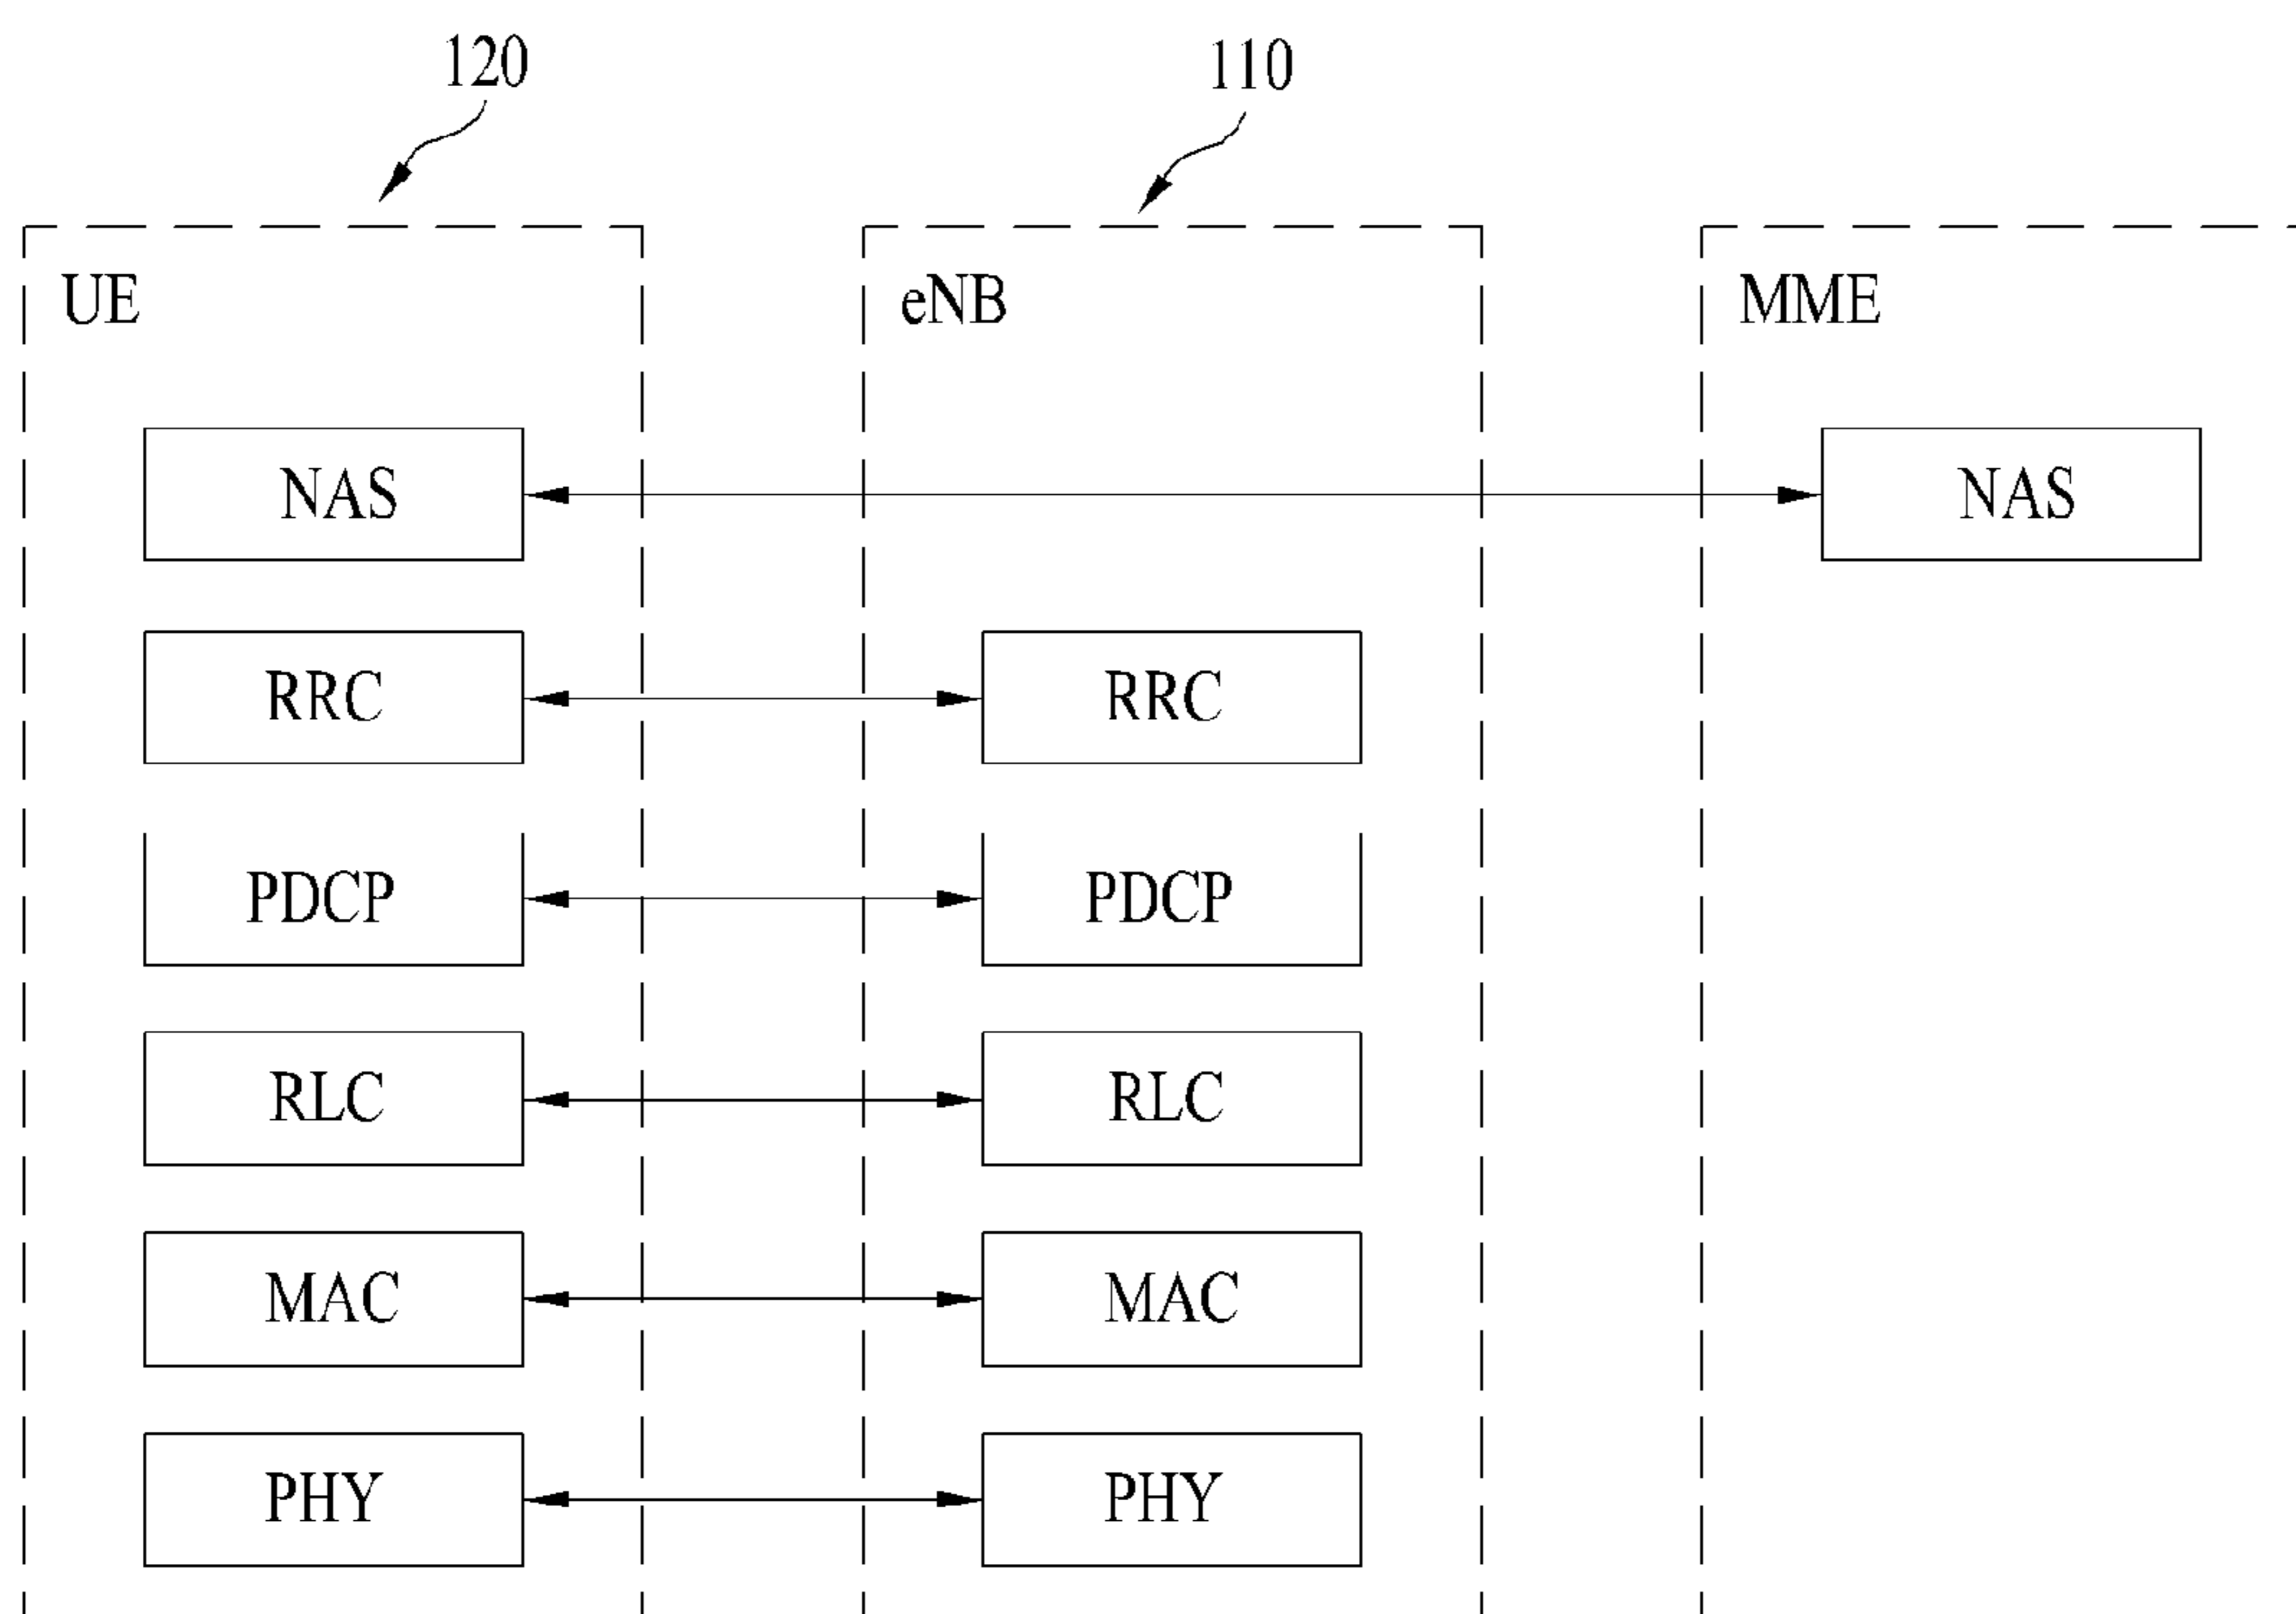 120 110
UE eNB MME
NAS NAS
RRC RRC
PDCP PDCP
RLC RLC
MAC MAC
PHY PHY